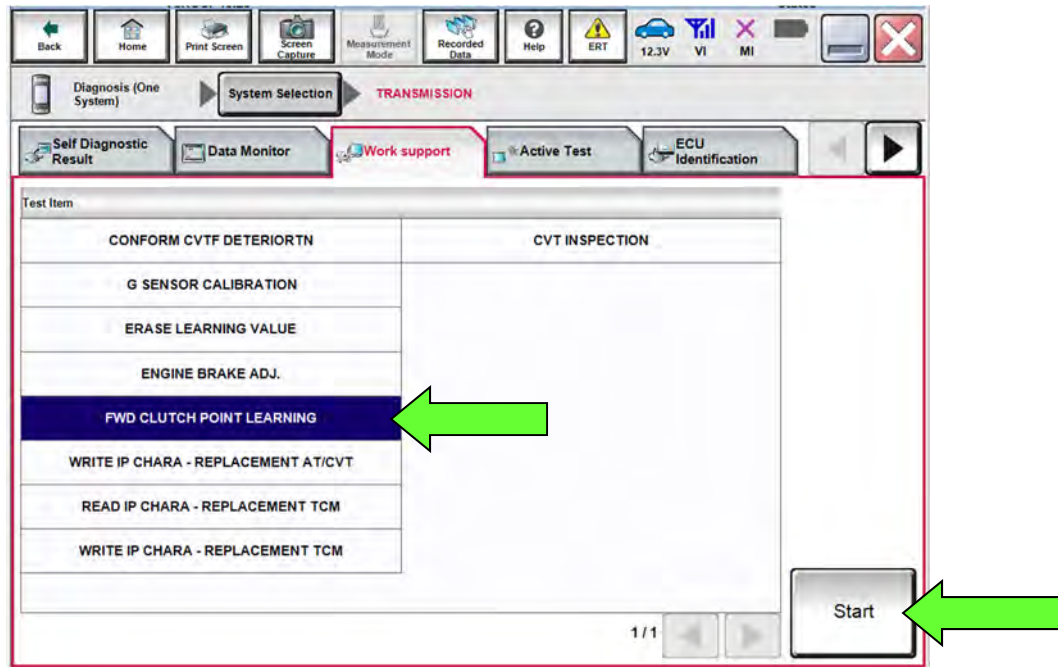 Back
Home
Print Screen
Screen
Capture
Measurement
Mode
Recorded
Data
Help
ERT
12.3V
VI
MI
Diagnosis (One
System)
System Selection
TRANSMISSION
Self Diagnostic
Result
Data Monitor
Work support
Active Test
ECU
Identification
Test Item
CONFORM CVTF DETERIORTN
CVT INSPECTION
G SENSOR CALIBRATION
ERASE LEARNING VALUE
ENGINE BRAKE ADJ.
FWD CLUTCH POINT LEARNING
WRITE IP CHARA - REPLACEMENT AT/CVT
READ IP CHARA - REPLACEMENT TCM
WRITE IP CHARA - REPLACEMENT TCM
1/1
Start